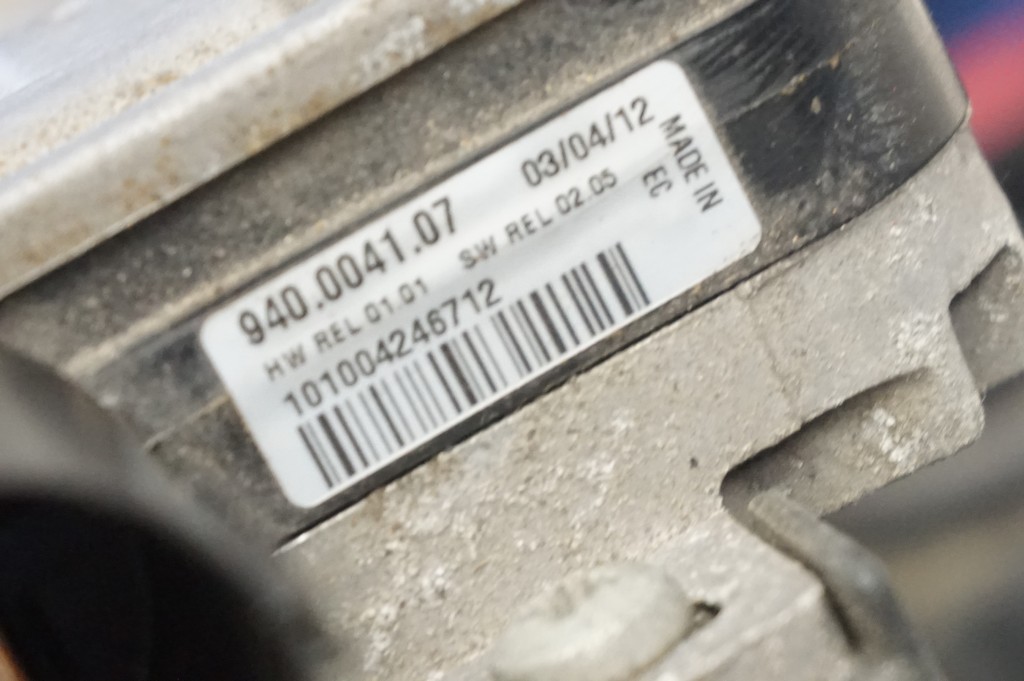 940.0041.07 03/04/12
HW REL 01.01 SW REL 02.05
101004246712
MADE IN
EC